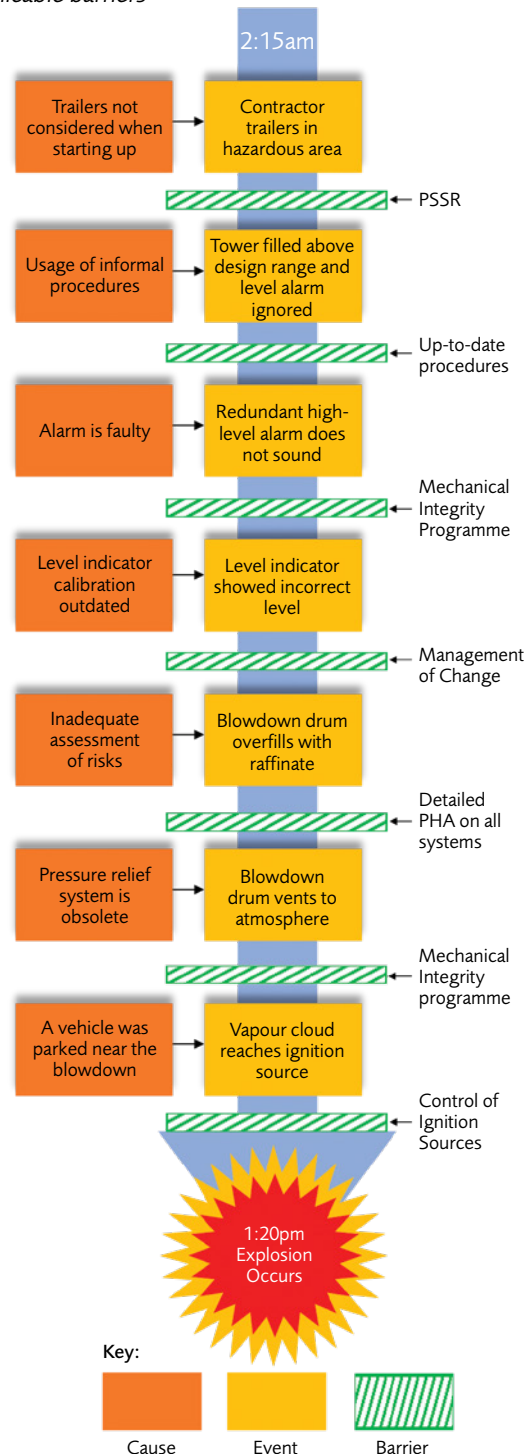 2:15am
Trailers not
considered when
starting up
Contractor
trailers in
hazardous area
PSSR
Usage of informal
procedures
Tower filled above
design range and
level alarm
ignored
Up-to-date
procedures
Alarm is faulty
Redundant high-
level alarm does
not sound
Mechanical
Integrity
Programme
Level indicator
calibration
outdated
Level indicator
showed incorrect
level
Management
of Change
Inadequate
assessment
of risks
Blowdown drum
overfills with
raffinate
Detailed
PHA on all
systems
Pressure relief
system is
obsolete
Blowdown
drum vents to
atmosphere
Mechanical
Integrity
programme
A vehicle was
parked near the
blowdown
Vapour cloud
reaches ignition
source
Control of
Ignition
Sources
1:20pm
Explosion
Occurs
Key:
Cause
Event
Barrier